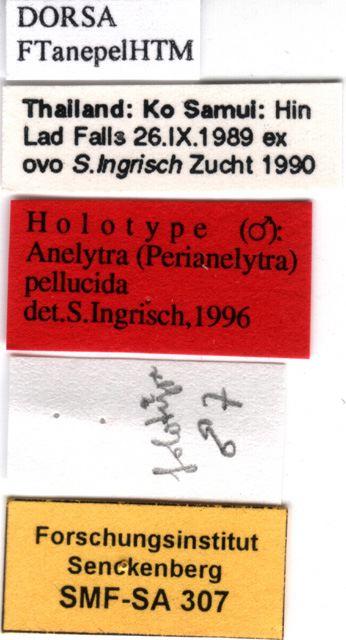 DORSA
FTanepelHTM
Thailand: Ko Samui: Hin
Lad Falls 26.IX.1989 ex
ovo S.Ingrisch Zucht 1990
Holotype (♂):
Anelytra (Perianelytra)
pellucida
det.S.Ingrisch,1996
♂ 7
Forschungsinstitut
Senckenberg
SMF-SA 307